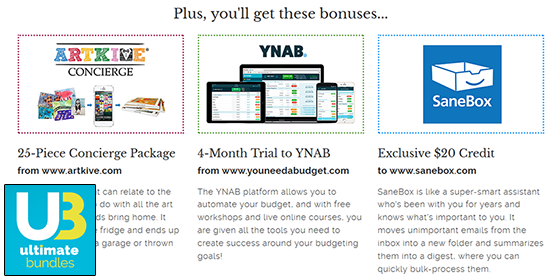 Plus, you'll get these bonuses...
ARTKIVE
CONCIERGE
25-Piece Concierge Package
from www.artkive.com
t can relate to the
do with all the art
ds bring home. It
fridge and ends up
a garage or thrown
U3
ultimate
bundles
YNAB
4-Month Trial to YNAB
from www.youneedabudget.com
The YNAB platform allows you to
automate your budget, and with free
workshops and live online courses, you
are given all the tools you need to
create success around your budgeting
goals!
SaneBox
Exclusive $20 Credit
to www.sanebox.com
SaneBox is like a super-smart assistant
who's been with you for years and
knows what's important to you. It
moves unimportant emails from the
inbox into a new folder and summarizes
them into a digest, where you can
quickly bulk-process them